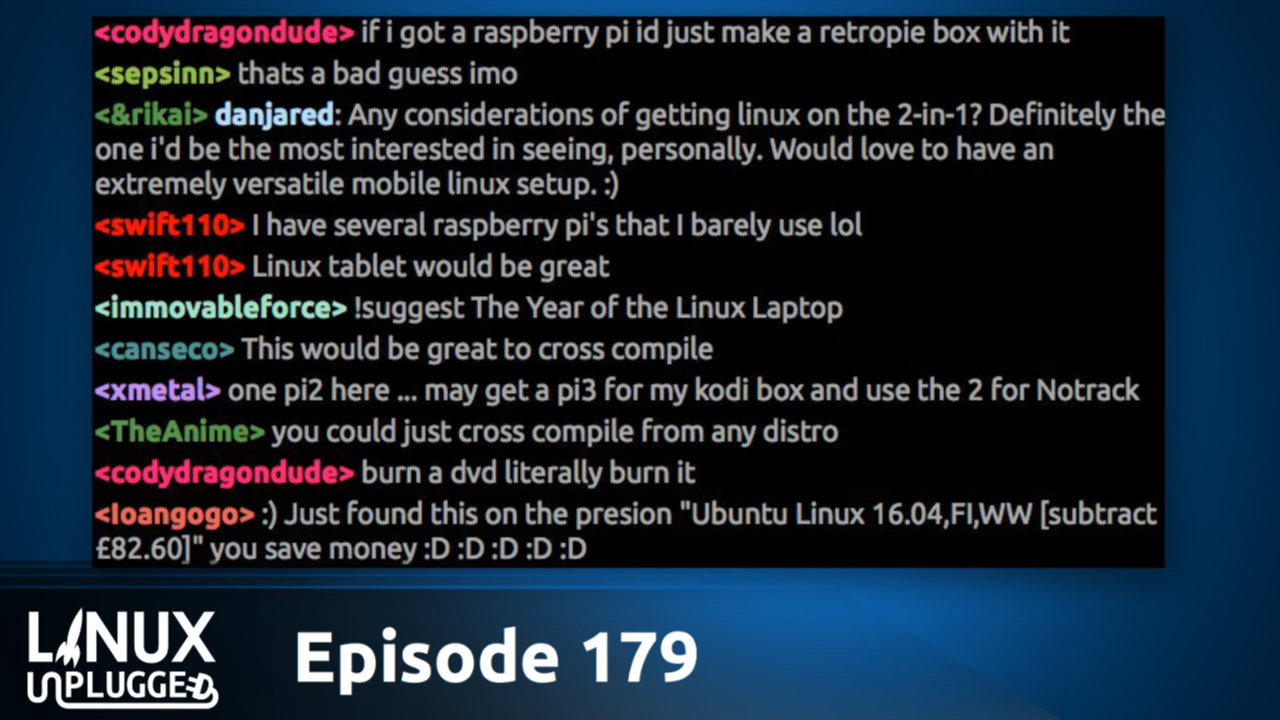 <codydragondude> if i got a raspberry pi id just make a retropie box with it
<sepsinn> thats a bad guess imo
<&rikai> danjared: Any considerations of getting linux on the 2-in-1? Definitely the
one i'd be the most interested in seeing, personally. Would love to have an
extremely versatile mobile linux setup. :)
<swift110> I have several raspberry pi's that I barely use lol
<swift110> Linux tablet would be great
<immovableforce> !suggest The Year of the Linux Laptop
<canseco> This would be great to cross compile
<xmetal> one pi2 here ... may get a pi3 for my kodi box and use the 2 for Notrack
<TheAnime> you could just cross compile from any distro
<codydragondude> burn a dvd literally burn it
<loangogo> :) Just found this on the presion "Ubuntu Linux 16.04,FI,WW [subtract
£82.60]" you save money :D :D :D :D :D
LINUX
UNPLUGGED
Episode 179